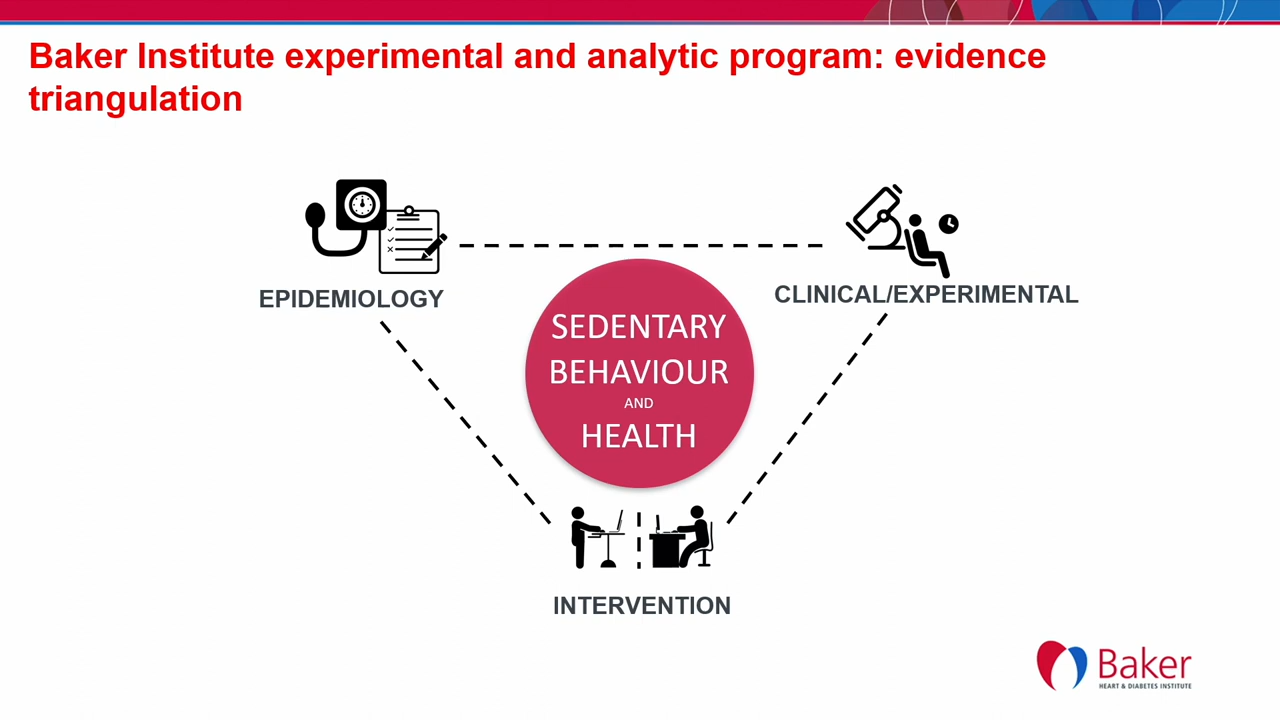 Baker Institute experimental and analytic program: evidence
triangulation
EPIDEMIOLOGY
CLINICAL/EXPERIMENTAL
SEDENTARY
BEHAVIOUR
AND
HEALTH
INTERVENTION
Baker
HEART & DIABETES INSTITUTE